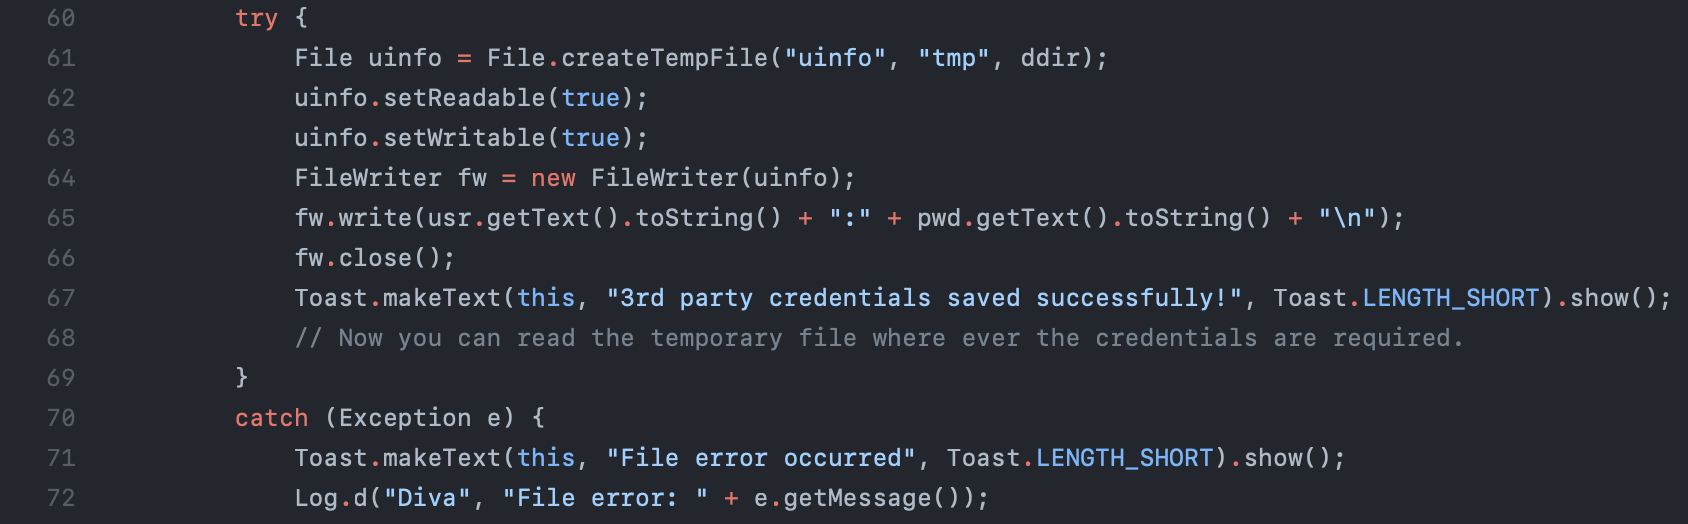 60 try {
61 File uinfo = File.createTempFile("uinfo", "tmp", ddir);
62 uinfo.setReadable(true);
63 uinfo.setWritable(true);
64 FileWriter fw = new FileWriter(uinfo);
65 fw.write(usr.getText().toString() + ":" + pwd.getText().toString() + "\n");
66 fw.close();
67 Toast.makeText(this, "3rd party credentials saved successfully!", Toast.LENGTH_SHORT).show();
68 // Now you can read the temporary file where ever the credentials are required.
69 }
70 catch (Exception e) {
71 Toast.makeText(this, "File error occurred", Toast.LENGTH_SHORT).show();
72 Log.d("Diva", "File error: " + e.getMessage());